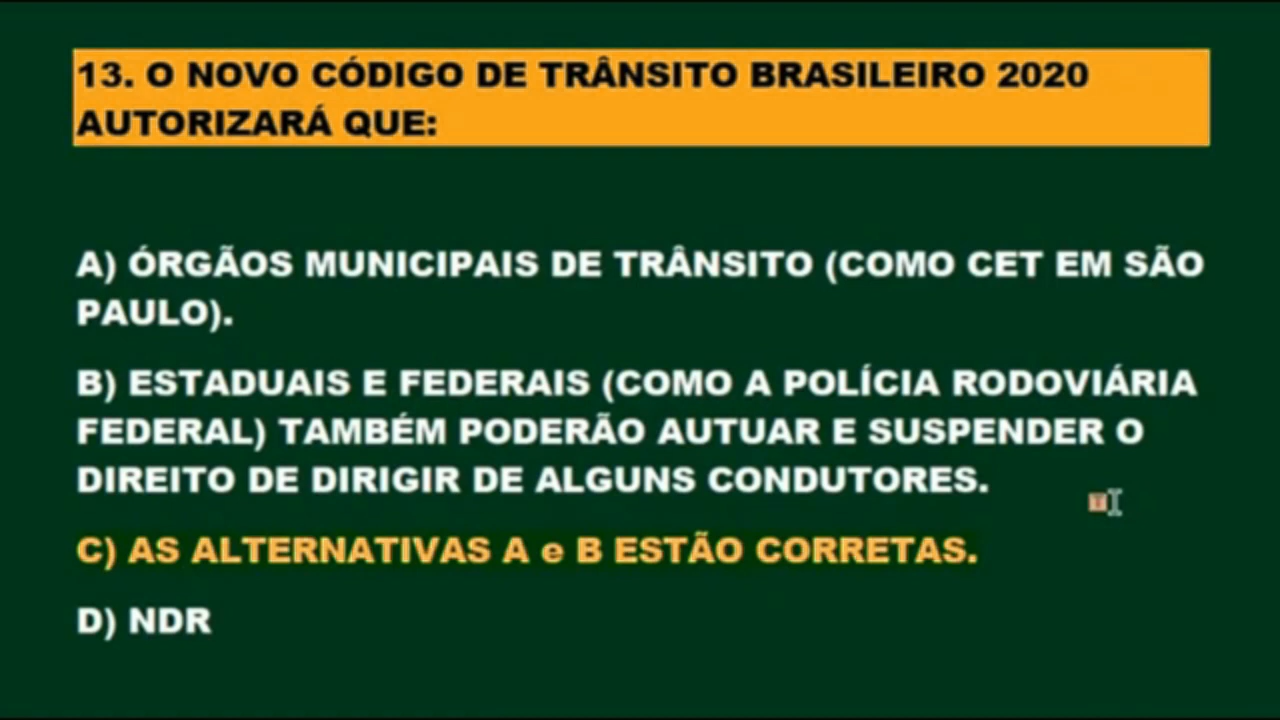 13. O NOVO CÓDIGO DE TRÂNSITO BRASILEIRO 2020
AUTORIZARÁ QUE:
A) ÓRGÃOS MUNICIPAIS DE TRÂNSITO (COMO CET EM SÃO
PAULO).
B) ESTADUAIS E FEDERAIS (COMO A POLÍCIA RODOVIÁRIA
FEDERAL) TAMBÉM PODERÃO AUTUAR E SUSPENDER O
DIREITO DE DIRIGIR DE ALGUNS CONDUTORES.
C) AS ALTERNATIVAS A e B ESTÃO CORRETAS.
D) NDR